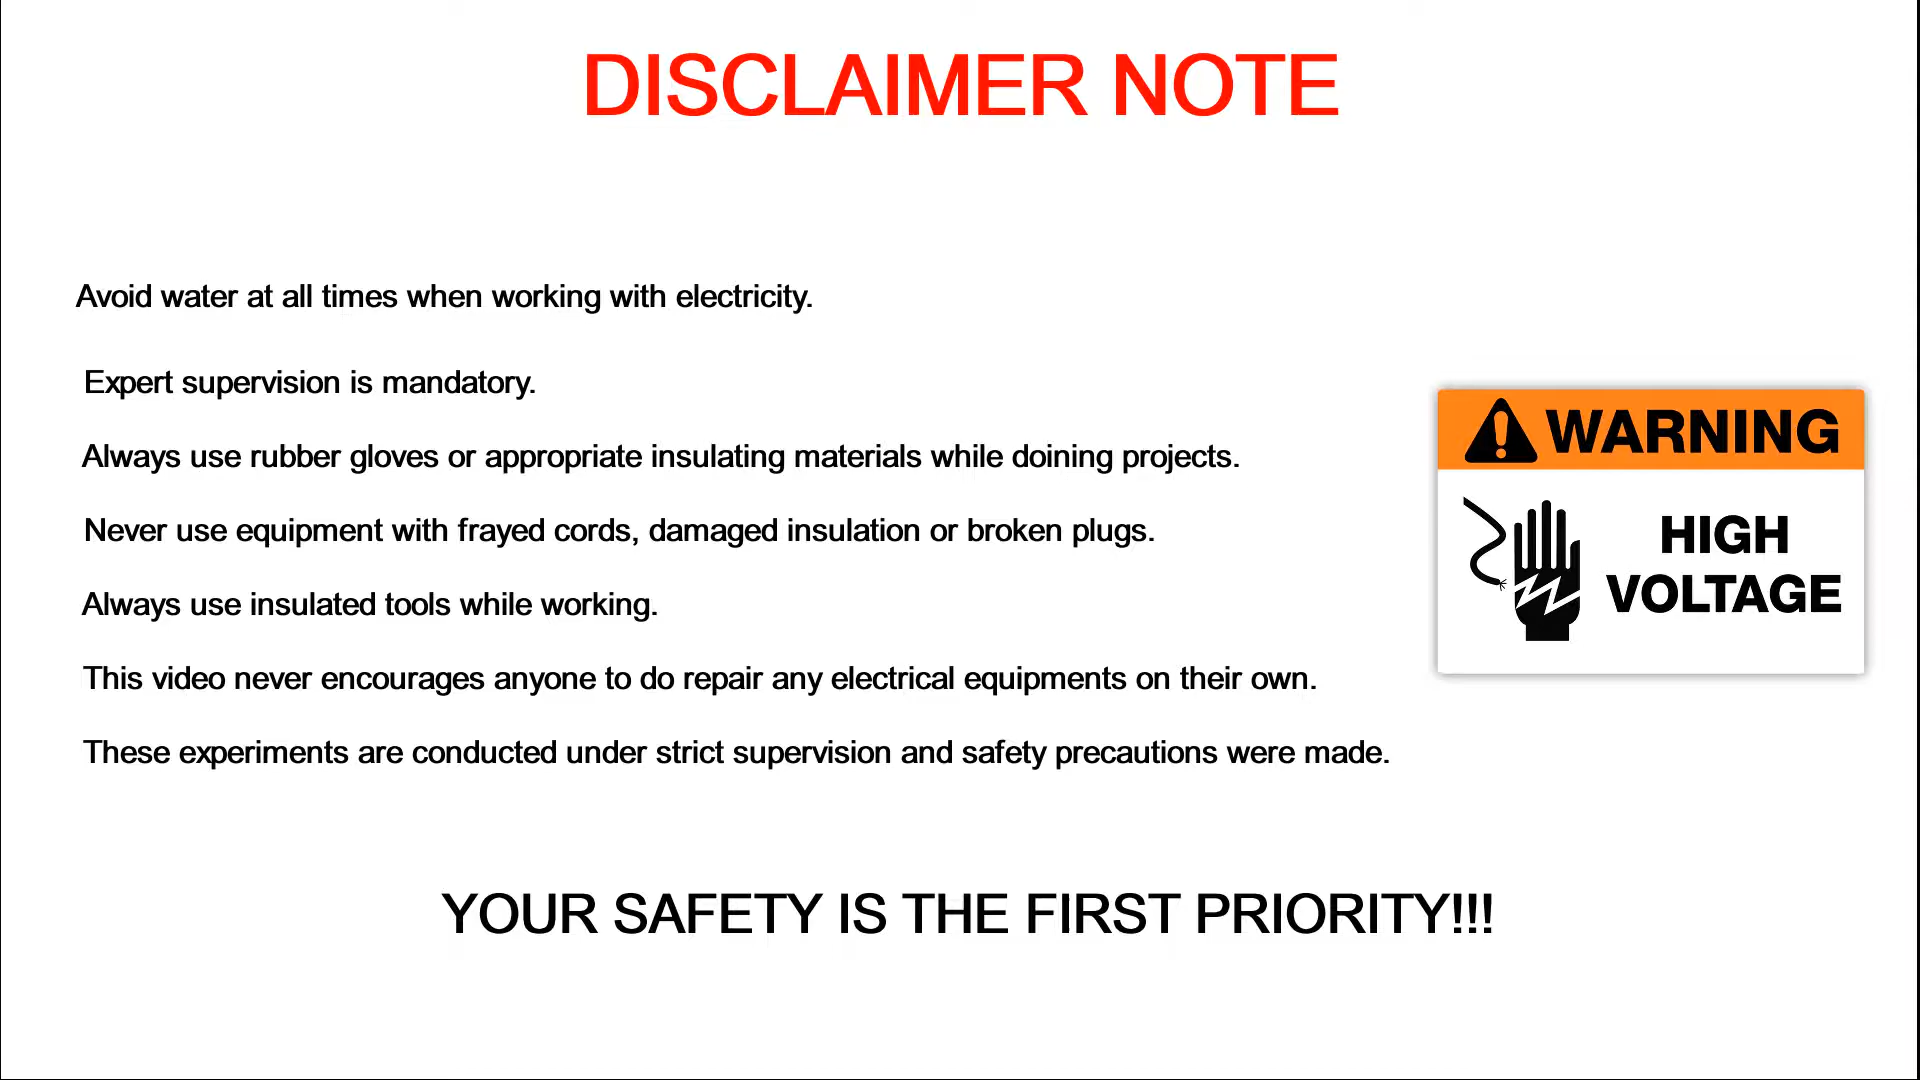 DISCLAIMER NOTE
Avoid water at all times when working with electricity.
Expert supervision is mandatory.
Always use rubber gloves or appropriate insulating materials while doining projects.
Never use equipment with frayed cords, damaged insulation or broken plugs.
Always use insulated tools while working.
This video never encourages anyone to do repair any electrical equipments on their own.
These experiments are conducted under strict supervision and safety precautions were made.
WARNING
HIGH
VOLTAGE
YOUR SAFETY IS THE FIRST PRIORITY!!!